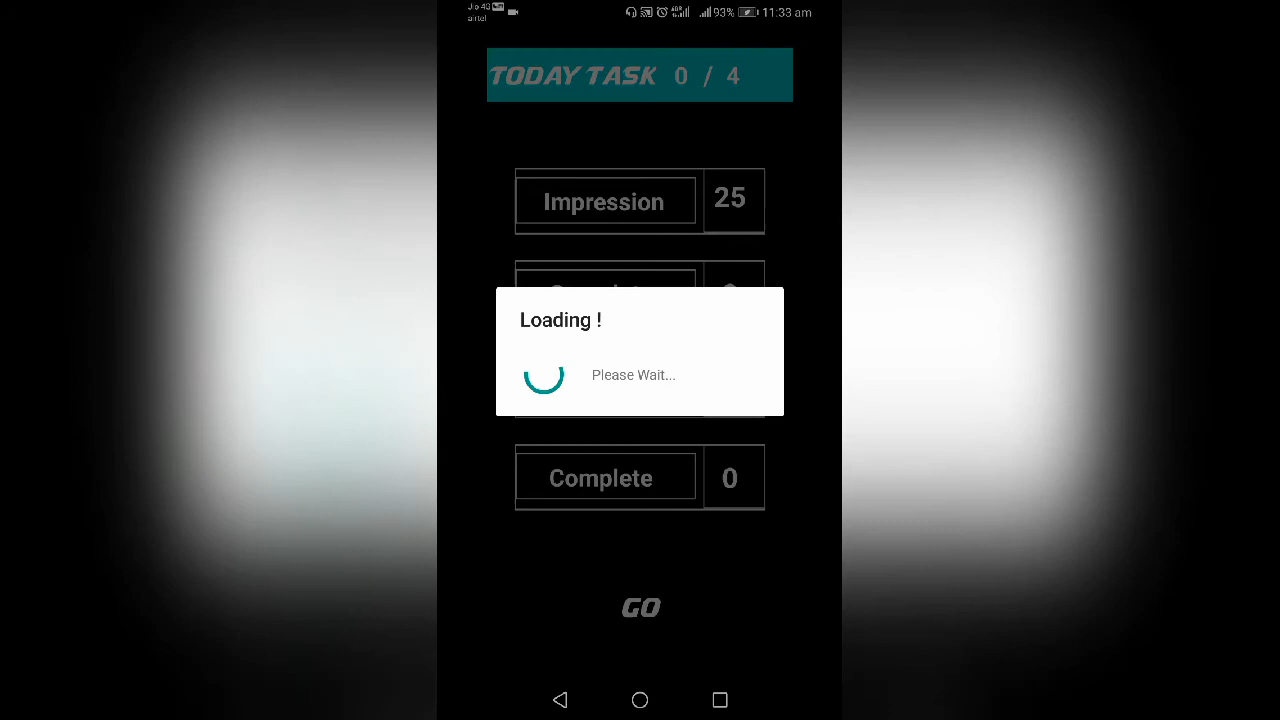 Jio 4G
airtel
93% 11:33 am
TODAY TASK 0 / 4
Impression 25
Loading !
Please Wait...
Complete 0
GO